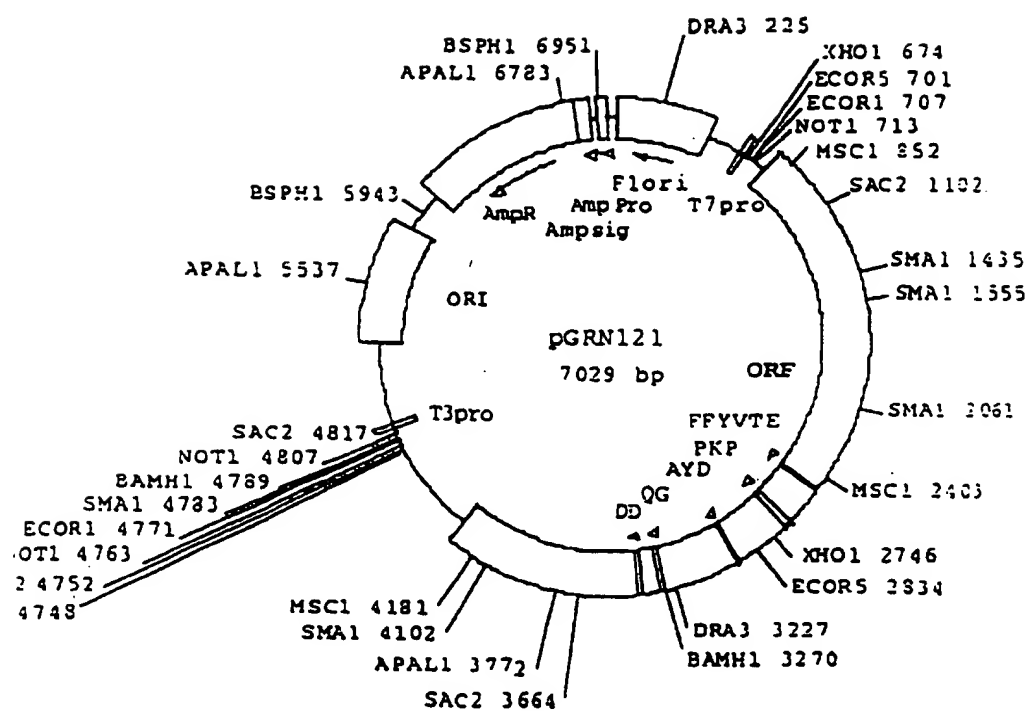 DRA3 225
BSPH1 6951
XHO1 674
APAL1 6783
ECOR5 701
ECOR1 707
NOT1 713
MSC1 852
SAC2 1102
Flori
BSPH1 5943
AmpR
Amp Pro
T7pro
Ampsig
SMA1 1435
APAL1 5537
SMA1 1555
ORI
pGRN121
7029 bp
ORF
SMA1 2061
T3pro
FFYVTE
SAC2 4817
PKP
NOT1 4807
AYD
BAMH1 4789
MSC1 2403
SMA1 4783
QG
DD
ECOR1 4771
OT1 4763
XHO1 2746
2 4752
ECOR5 2834
4748
MSC1 4181
SMA1 4102
DRA3 3227
APAL1 3772
BAMH1 3270
SAC2 3664